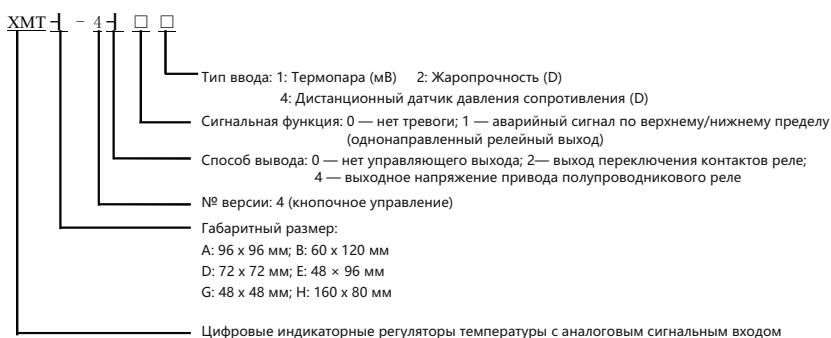 XMT□ - 4□ □ □
Тип ввода: 1: Термопара (мВ) 2: Жаропрочность (D)
4: Дистанционный датчик давления сопротивления (D)
Сигнальная функция: 0 — нет тревоги; 1 — аварийный сигнал по верхнему/нижнему пределу
(однонаправленный релейный выход)
Способ вывода: 0 — нет управляющего выхода; 2— выход переключения контактов реле;
4 — выходное напряжение привода полупроводникового реле
№ версии: 4 (кнопочное управление)
Габаритный размер:
A: 96 x 96 мм; B: 60 x 120 мм
D: 72 x 72 мм; E: 48 × 96 мм
G: 48 x 48 мм; H: 160 x 80 мм
Цифровые индикаторные регуляторы температуры с аналоговым сигнальным входом